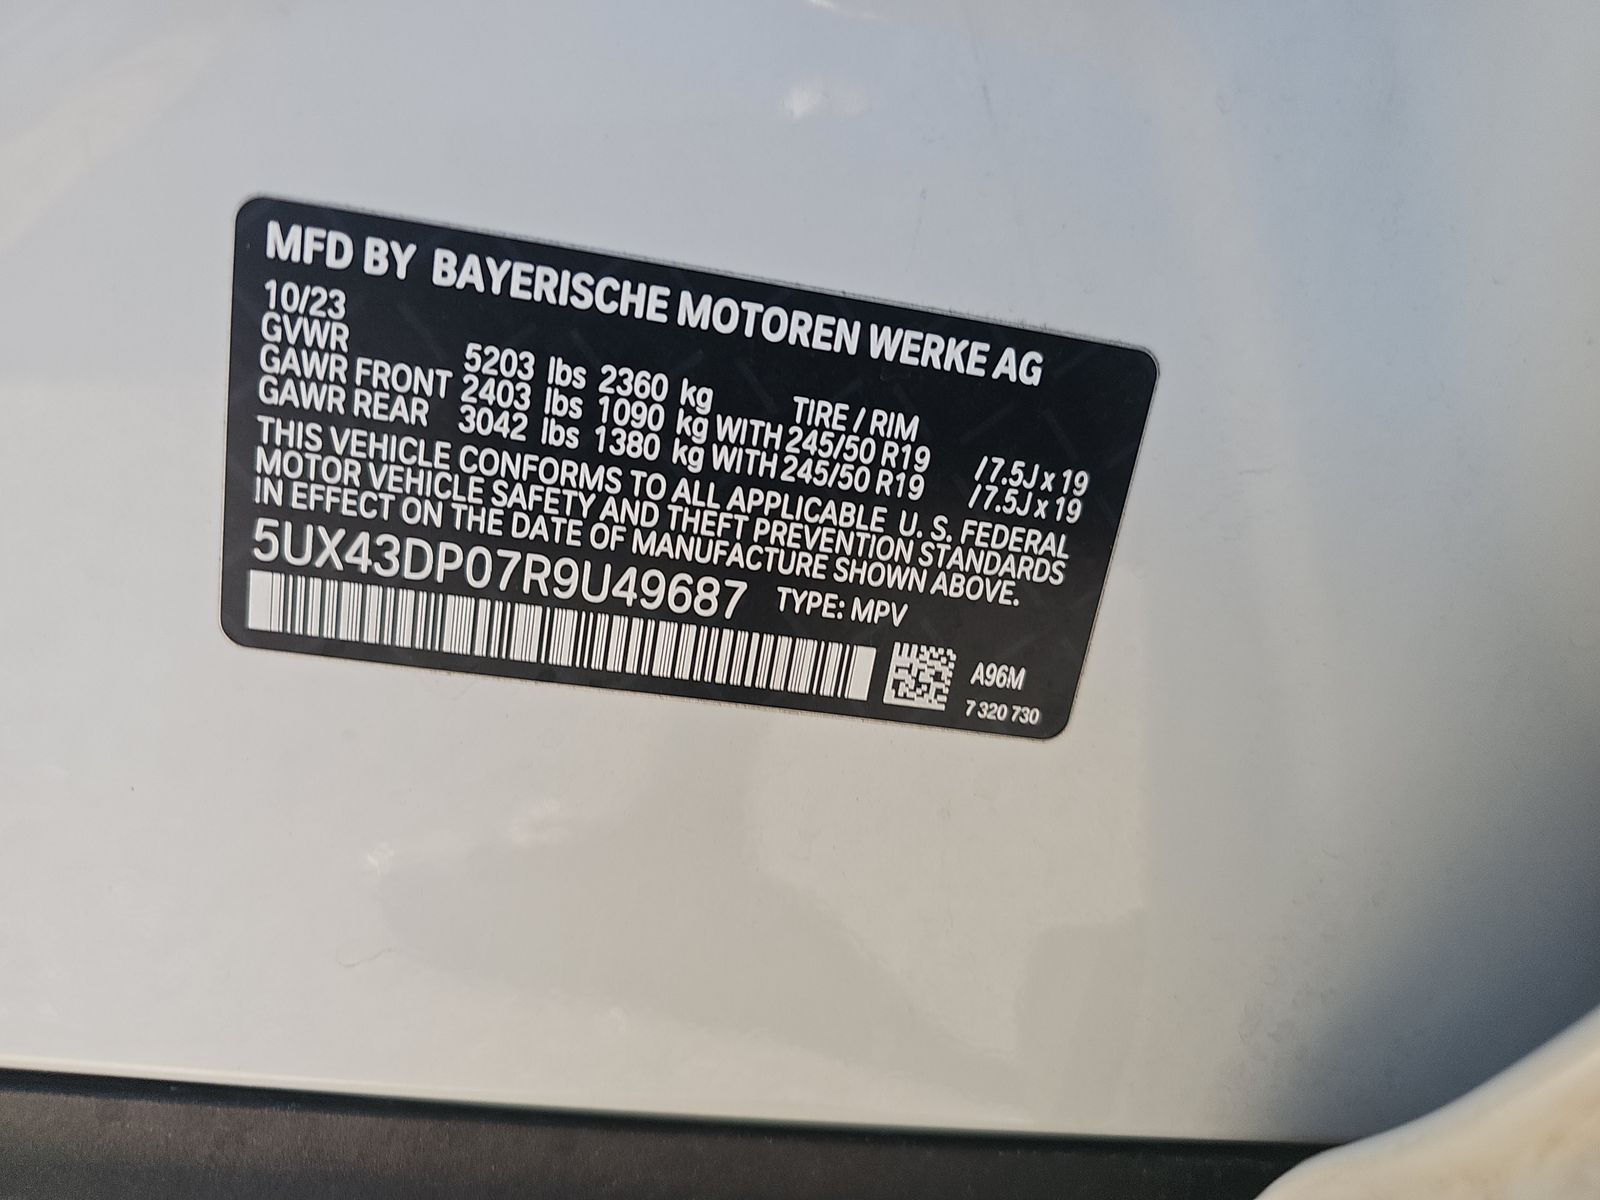 MFD BY BAYERISCHE MOTOREN WERKE AG
10/23
GVWR 5203 lbs 2360 kg TIRE / RIM
GAWR FRONT 2403 lbs 1090 kg WITH 245/50 R19 /7.5J x 19
GAWR REAR 3042 lbs 1380 kg WITH 245/50 R19 /7.5J x 19
THIS VEHICLE CONFORMS TO ALL APPLICABLE U. S. FEDERAL
MOTOR VEHICLE SAFETY AND THEFT PREVENTION STANDARDS
IN EFFECT ON THE DATE OF MANUFACTURE SHOWN ABOVE.
5UX43DP07R9U49687 TYPE: MPV
A96M
7 320 730